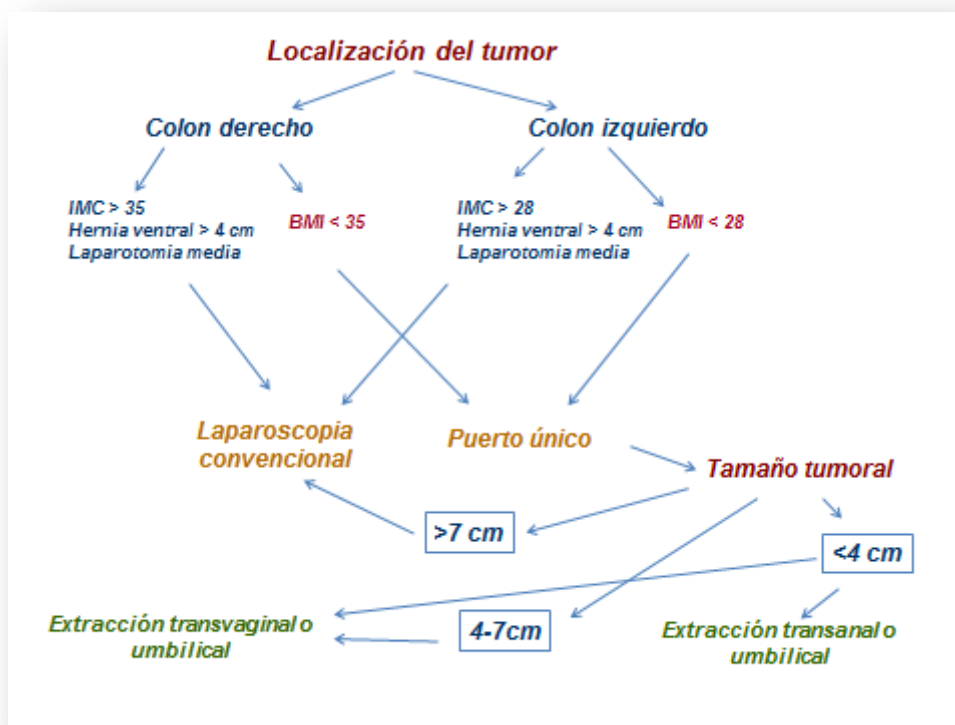 Localización del tumor
Colon derecho
Colon izquierdo
IMC > 35
Hernia ventral > 4 cm
Laparotomia media
BMI < 35
IMC > 28
Hernia ventral > 4 cm
Laparotomia media
BMI < 28
Laparoscopia
convencional
Puerto único
Tamaño tumoral
>7 cm
<4 cm
4-7cm
Extracción transvaginal o
umbilical
Extracción transanal o
umbilical